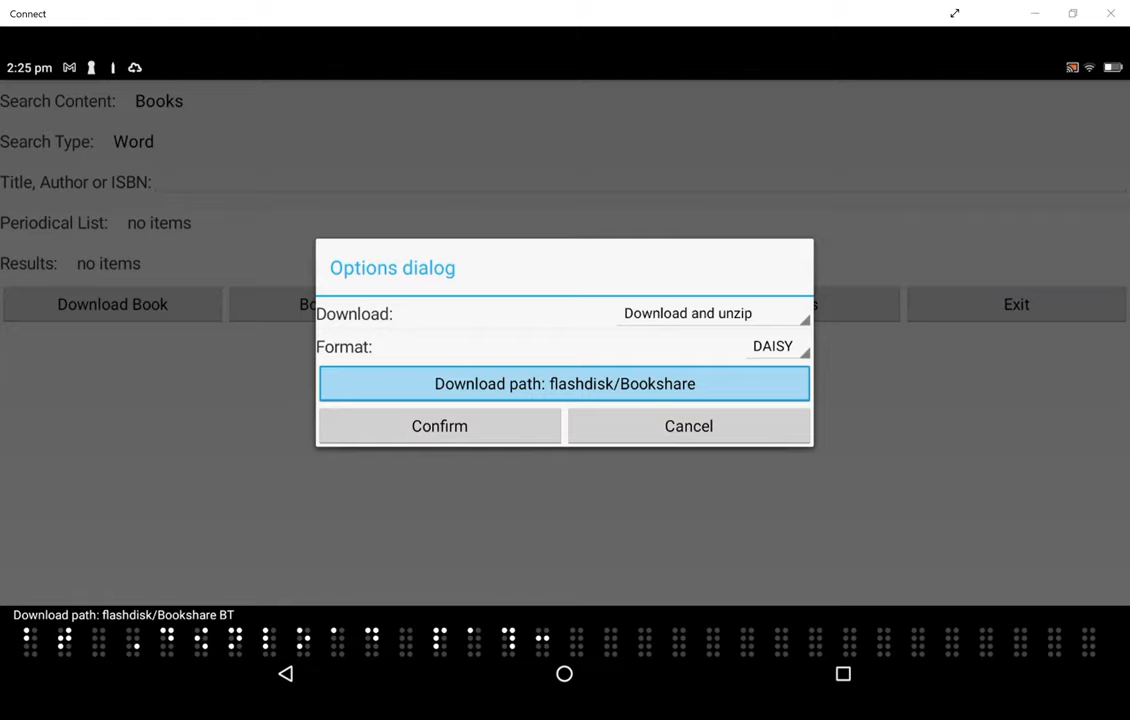 Connect
2:25 pm
Search Content: Books
Search Type: Word
Title, Author or ISBN:
Periodical List: no items
Results: no items
Download Book
Exit
Options dialog
Download: Download and unzip
Format: DAISY
Download path: flashdisk/Bookshare
Confirm Cancel
Download path: flashdisk/Bookshare BT